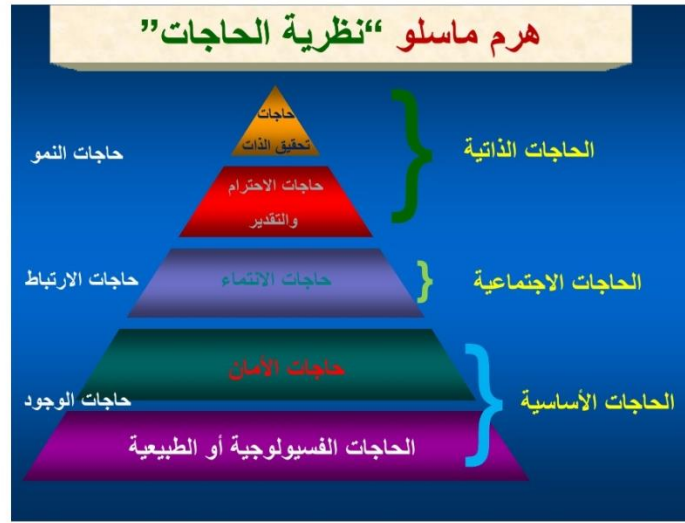 هرم ماسلو “نظرية الحاجات”
حاجات
تحقيق الذات
الحاجات الذاتية
حاجات النمو
حاجات الاحترام
والتقدير
الحاجات الاجتماعية
حاجات الانتماء
حاجات الارتباط
حاجات الأمان
الحاجات الأساسية
حاجات الوجود
الحاجات الفسيولوجية أو الطبيعية